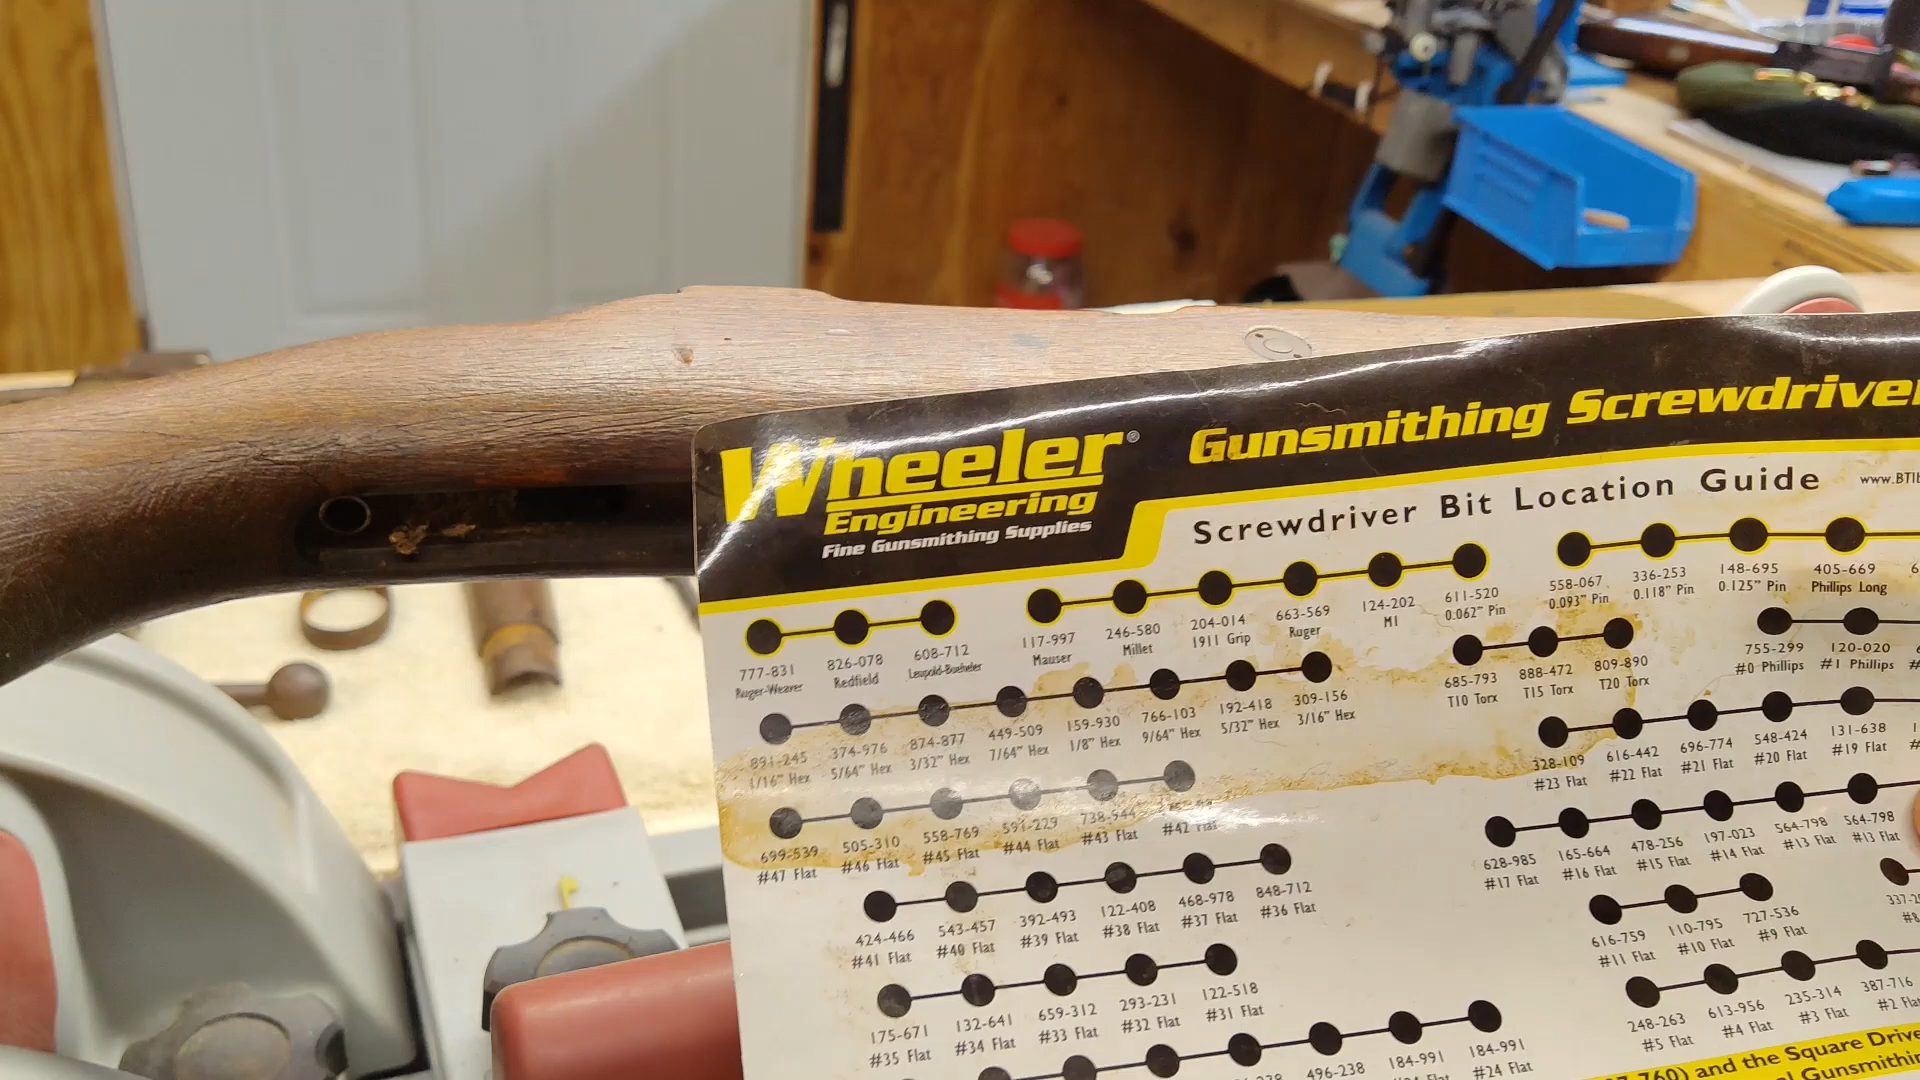 Wheeler®
Engineering
Fine Gunsmithing Supplies
Gunsmithing Screwdriver
Screwdriver Bit Location Guide
www.BTI
777-831 826-078 608-712
Ruger-Weaver Redfield Leupold-Buehler
117-997 246-580 204-014 663-569 124-202 611-520
Mauser Millet 1911 Grip Ruger M1 0.062" Pin
558-067 336-253 148-695 405-669
0.093" Pin 0.118" Pin 0.125" Pin Phillips Long
685-793 888-472 809-890
T10 Torx T15 Torx T20 Torx
755-299 120-020
#0 Phillips #1 Phillips
891-245 374-976 874-877 449-509 159-930 766-103 192-418 309-156
1/16" Hex 5/64" Hex 3/32" Hex 7/64" Hex 1/8" Hex 9/64" Hex 5/32" Hex 3/16" Hex
328-109 616-442 696-774 548-424 131-638
#23 Flat #22 Flat #21 Flat #20 Flat #19 Flat
699-539 505-310 558-769 591-229 738-944
#47 Flat #46 Flat #45 Flat #44 Flat #43 Flat #42 Flat
628-985 165-664 478-256 197-023 564-798 564-798
#17 Flat #16 Flat #15 Flat #14 Flat #13 Flat #13 Flat
424-466 543-457 392-493 122-408 468-978 848-712
#41 Flat #40 Flat #39 Flat #38 Flat #37 Flat #36 Flat
616-759 110-795 727-536
#11 Flat #10 Flat #9 Flat
175-671 132-641 659-312 293-231 122-518
#35 Flat #34 Flat #33 Flat #32 Flat #31 Flat
248-263 613-956 235-314 387-716
#5 Flat #4 Flat #3 Flat #2 Flat
496-238 184-991 184-991
#24 Flat
760) and the Square Drive
Gunsmithing